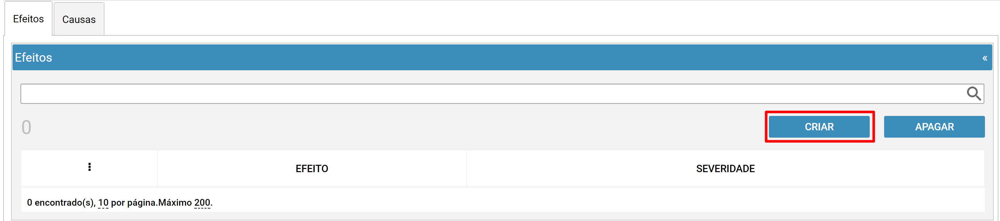 Efeitos Causas
Efeitos «
0 CRIAR APAGAR
EFEITO SEVERIDADE
0 encontrado(s), 10 por página.Máximo 200.